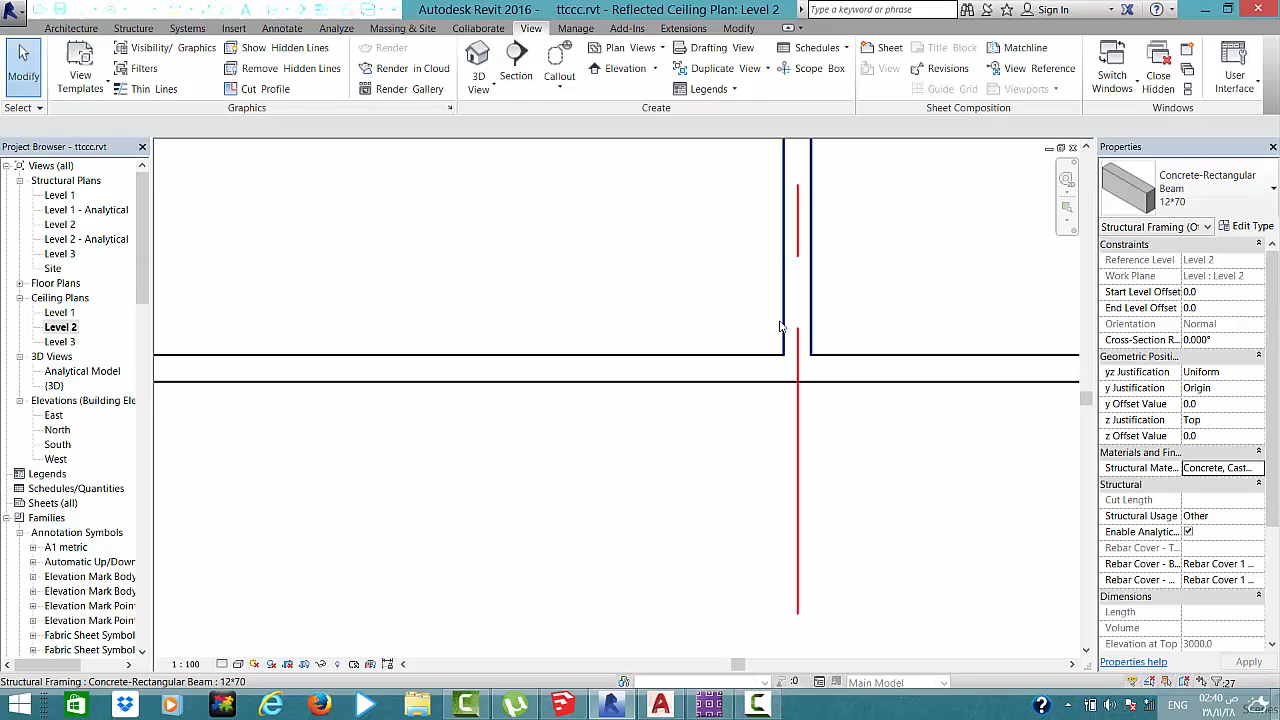 Autodesk Revit 2016 - ttccc.rvt - Reflected Ceiling Plan: Level 2
Type a keyword or phrase
Sign In
Architecture Structure Systems Insert Annotate Analyze Massing & Site Collaborate View Manage Add-Ins Extensions Modify
Modify
View
Templates
Visibility/ Graphics
Filters
Thin Lines
Show Hidden Lines
Remove Hidden Lines
Cut Profile
Render
Render in Cloud
Render Gallery
3D
View
Section
Callout
Plan Views
Elevation
Drafting View
Duplicate View
Legends
Schedules
Scope Box
Sheet
View
Title Block
Revisions
Guide Grid
Matchline
View Reference
Viewports
Switch
Windows
Close
Hidden
User
Interface
Select
Graphics
Create
Sheet Composition
Windows
Project Browser - ttccc.rvt
Views (all)
Structural Plans
Level 1
Level 1 - Analytical
Level 2
Level 2 - Analytical
Level 3
Site
Floor Plans
Ceiling Plans
Level 1
Level 2
Level 3
3D Views
Analytical Model
{3D}
Elevations (Building Ele
East
North
South
West
Legends
Schedules/Quantities
Sheets (all)
Families
Annotation Symbols
A1 metric
Automatic Up/Down
Elevation Mark Body
Elevation Mark Body
Elevation Mark Poin
Elevation Mark Poin
Fabric Sheet Symbol
Fabric Sheet Symbol
Properties
Concrete-Rectangular
Beam
12*70
Structural Framing (Ot
Edit Type
Constraints
Reference Level Level 2
Work Plane Level : Level 2
Start Level Offset 0.0
End Level Offset 0.0
Orientation Normal
Cross-Section R... 0.000°
Geometric Positi...
yz Justification Uniform
y Justification Origin
y Offset Value 0.0
z Justification Top
z Offset Value 0.0
Materials and Fin...
Structural Mate... Concrete, Cast...
Structural
Cut Length
Structural Usage Other
Enable Analytic...
Rebar Cover - T...
Rebar Cover - B... Rebar Cover 1 ...
Rebar Cover - ... Rebar Cover 1 ...
Dimensions
Length
Volume
Elevation at Top 3000.0
Properties help
Apply
1 : 100
Structural Framing : Concrete-Rectangular Beam : 12*70
:0
Main Model
:27
ENG
02:40 ص